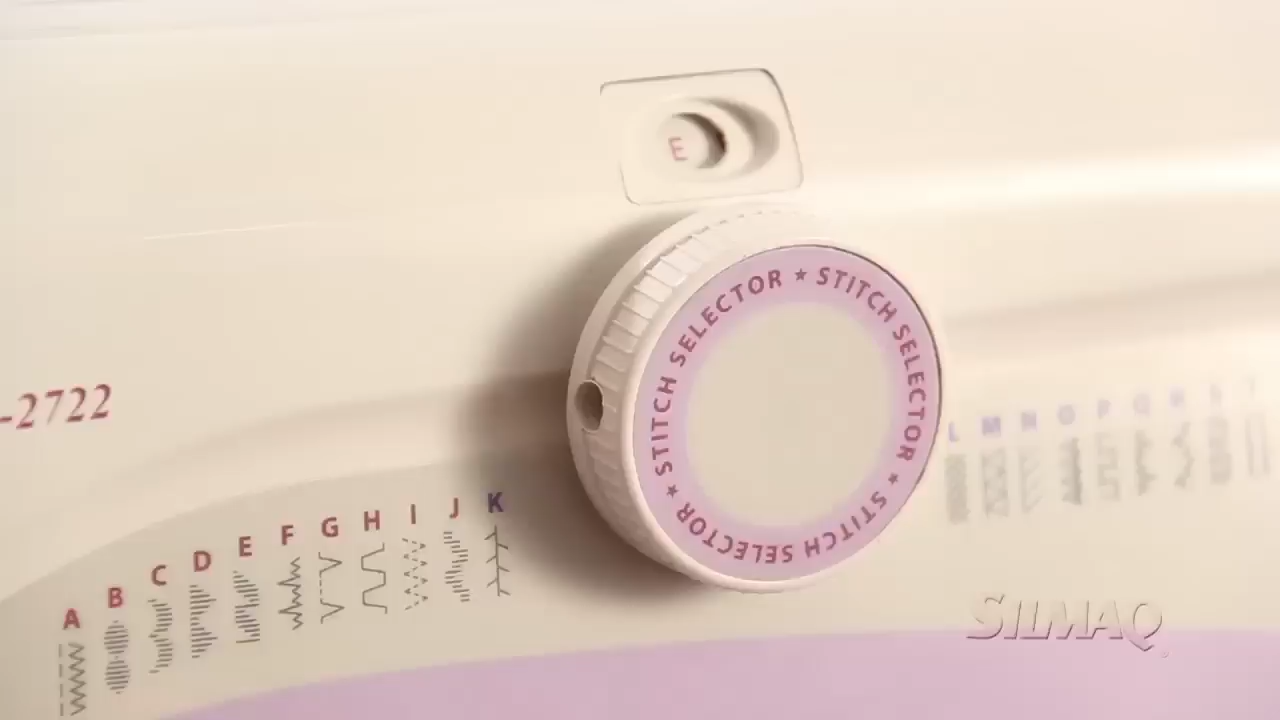 E
STITCH SELECTOR ★ STITCH SELECTOR ★ STITCH SELECTOR ★
-2722
A B C D E F G H I J K
L M N O P Q R S T
SILMAQ